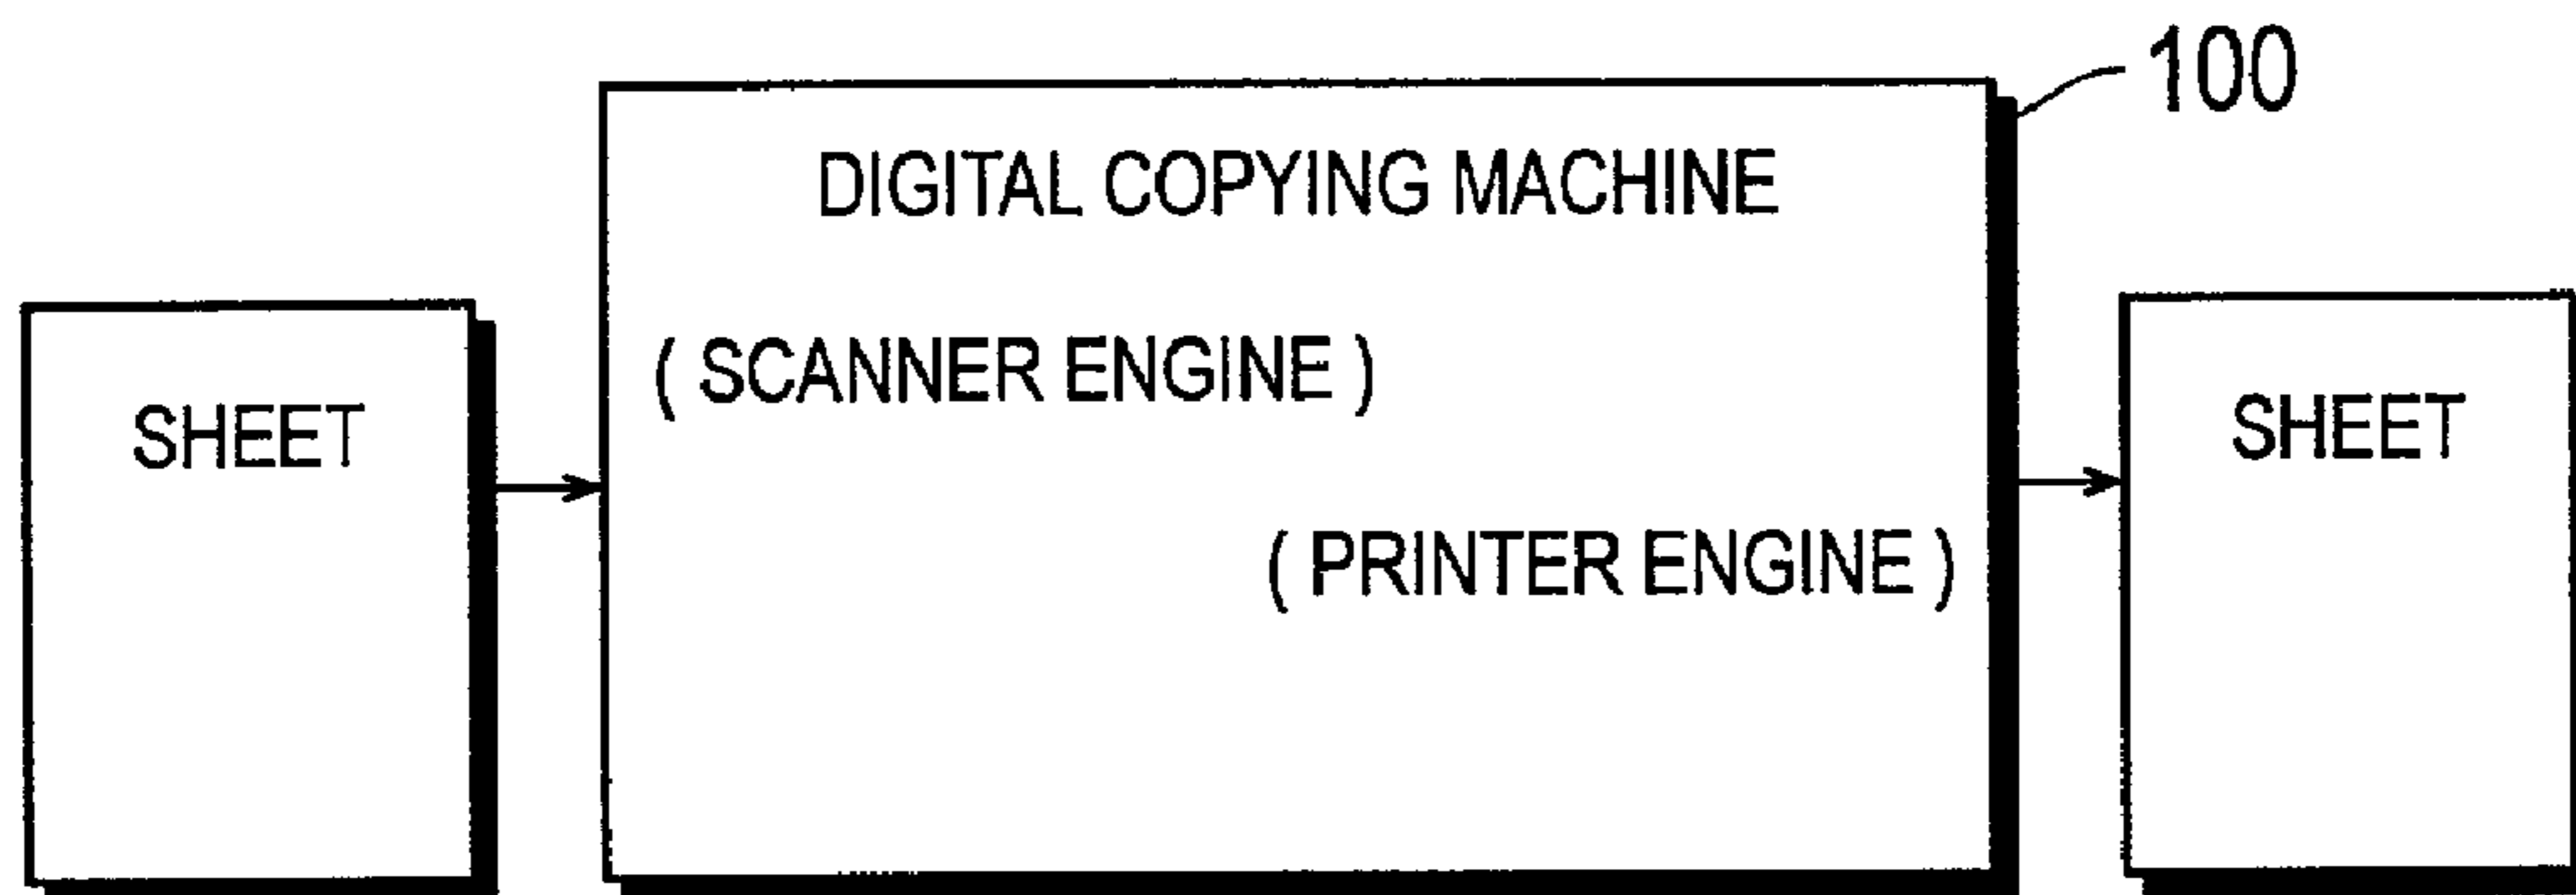 100
DIGITAL COPYING MACHINE
( SCANNER ENGINE )
SHEET
SHEET
( PRINTER ENGINE )